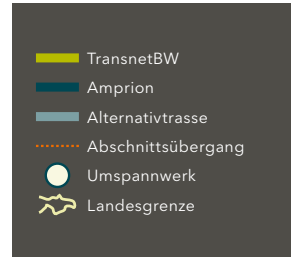 TransnetBW
Amprion
Alternativtrasse
Abschnittsübergang
Umspannwerk
Landesgrenze